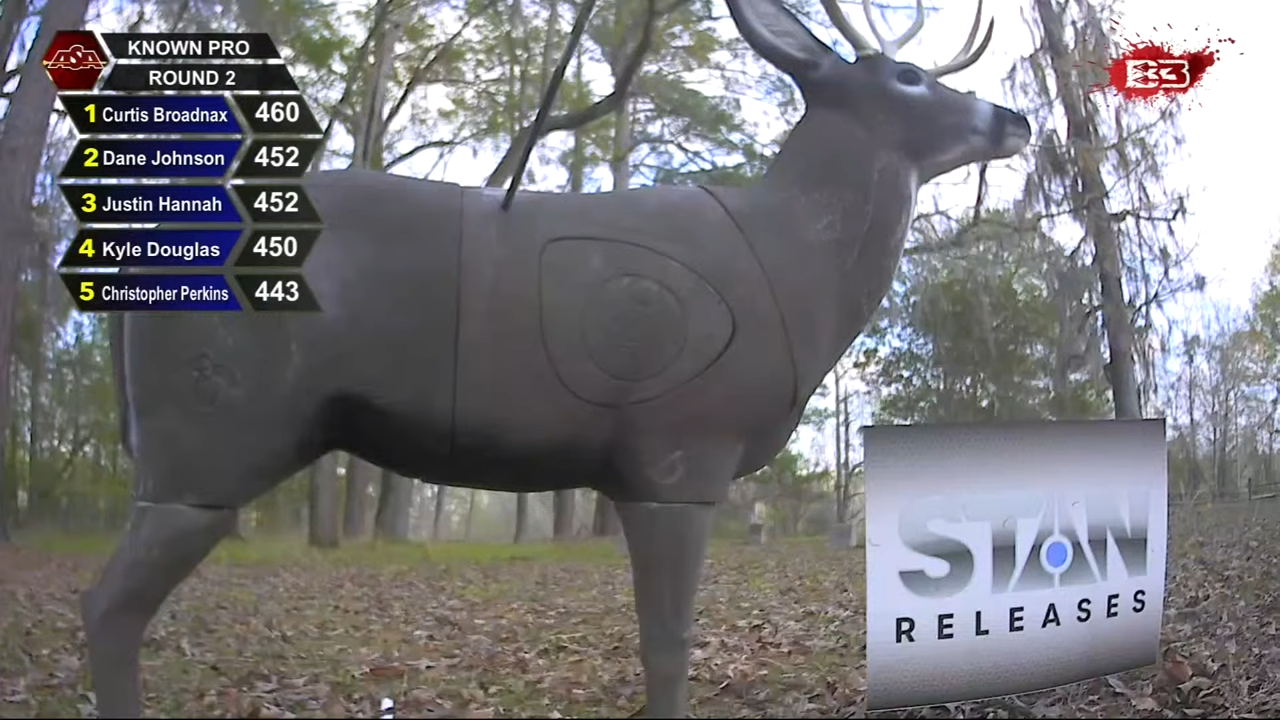 ASA
KNOWN PRO
ROUND 2
1 Curtis Broadnax 460
2 Dane Johnson 452
3 Justin Hannah 452
4 Kyle Douglas 450
5 Christopher Perkins 443
B3
STAN
RELEASES